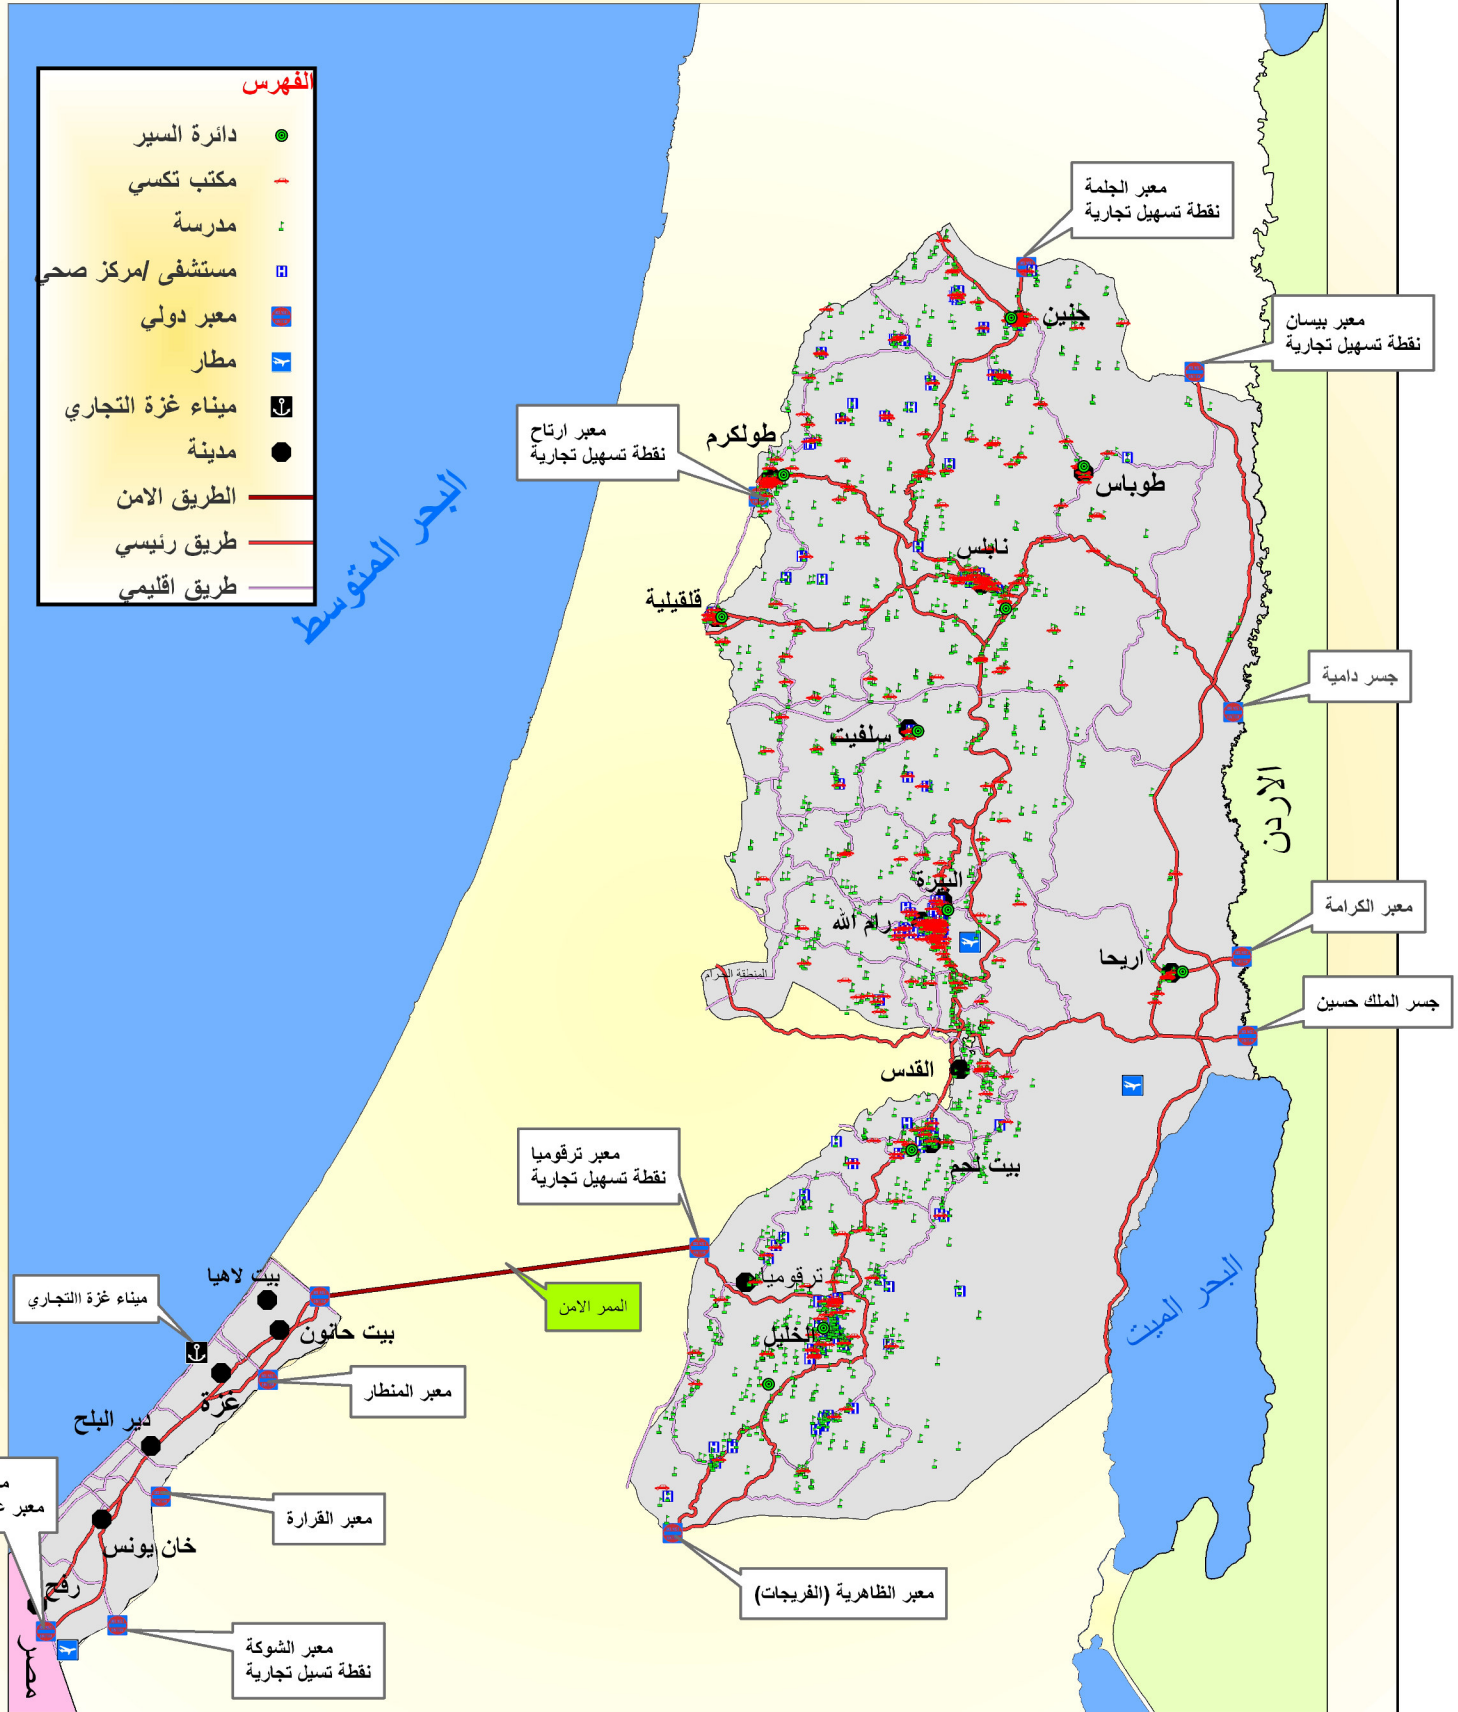 الفهرس
دائرة السير
مكتب تكسي
مدرسة
مستشفى /مركز صحي
معبر دولي
مطار
ميناء غزة التجاري
مدينة
الطريق الامن
طريق رئيسي
طريق اقليمي
معبر الجلمة
نقطة تسهيل تجارية
معبر بيسان
نقطة تسهيل تجارية
جنين
معبر ارتاح
نقطة تسهيل تجارية
طولكرم
طوباس
البحر المتوسط
نابلس
قلقيلية
جسر دامية
سلفيت
الاردن
البيرة
رام الله
معبر الكرامة
اريحا
المنطقة الحرام
جسر الملك حسين
القدس
معبر ترقوميا
نقطة تسهيل تجارية
بيت لحم
البحر الميت
ترقوميا
الممر الامن
الخليل
بيت لاهيا
ميناء غزة االتجاري
بيت حانون
معبر المنطار
غزة
دير البلح
معبر
معبر القرارة
خان يونس
رفح
معبر الظاهرية (الفريجات)
معبر الشوكة
نقطة تسيل تجارية
مصر